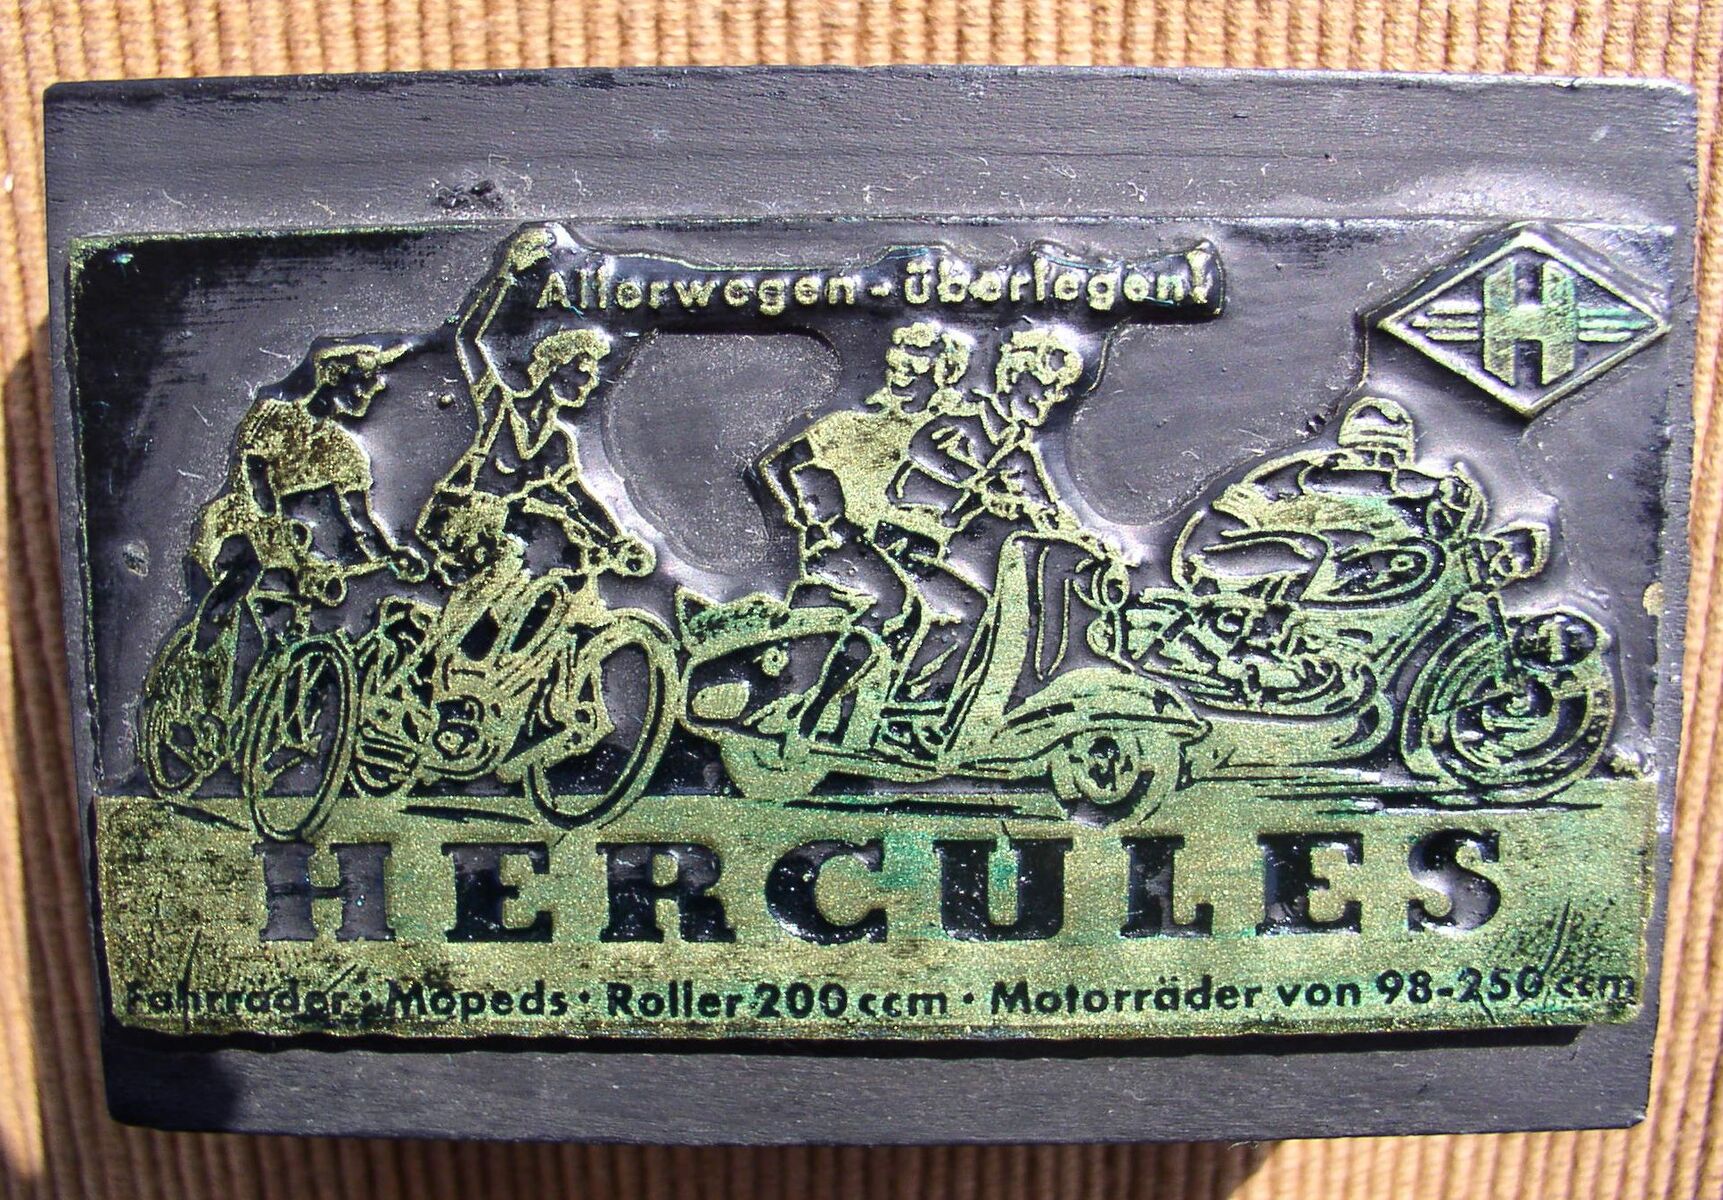 Allerwegen - überlegen!
H
HERCULES
Fahrräder · Mopeds · Roller 200 ccm · Motorräder von 98-250 ccm